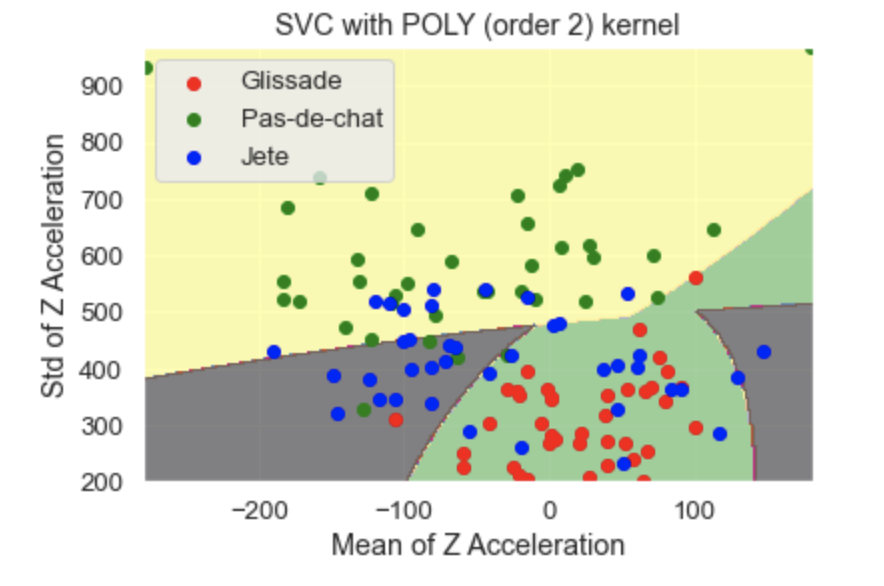 SVC with POLY (order 2) kernel
Glissade
Pas-de-chat
Jete
900
800
700
600
500
400
300
200
Std of Z Acceleration
−200
−100
0
100
Mean of Z Acceleration